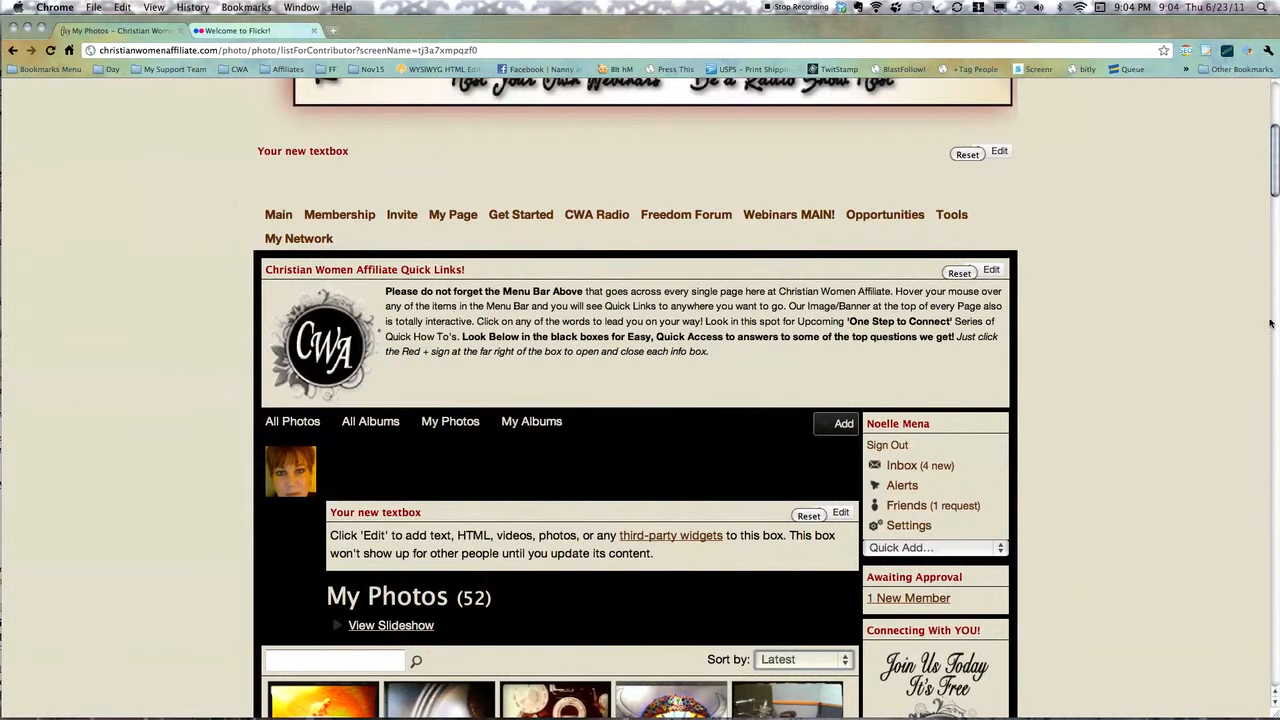 Chrome File Edit View History Bookmarks Window Help Stop Recording 9:04 PM 9:04 Thu 6/23/11
My Photos - Christian Wome Welcome to Flickr!
christianwomenaffiliate.com/photo/photo/listForContributor?screenName=tj3a7xmpqzf0
Bookmarks Menu Day My Support Team CWA Affiliates FF Nov15 WYSIWYG HTML Edit Facebook | Nanny a Blt hM Press This USPS - Print Shippin TwitStamp BlastFollow! +Tag People Screenr bitly Queue » Other Bookmarks
Host Your Own Webinars Be a Radio Show Host
Your new textbox Reset Edit
Main Membership Invite My Page Get Started CWA Radio Freedom Forum Webinars MAIN! Opportunities Tools
My Network
Christian Women Affiliate Quick Links! Reset Edit
CWA
Please do not forget the Menu Bar Above that goes across every single page here at Christian Women Affiliate. Hover your mouse over
any of the items in the Menu Bar and you will see Quick Links to anywhere you want to go. Our Image/Banner at the top of every Page also
is totally interactive. Click on any of the words to lead you on your way! Look in this spot for Upcoming 'One Step to Connect' Series of
Quick How To's. Look Below in the black boxes for Easy, Quick Access to answers to some of the top questions we get! Just click
the Red + sign at the far right of the box to open and close each info box.
All Photos All Albums My Photos My Albums Add
Your new textbox Reset Edit
Click 'Edit' to add text, HTML, videos, photos, or any third-party widgets to this box. This box
won't show up for other people until you update its content.
My Photos (52)
View Slideshow
Sort by: Latest
Noelle Mena
Sign Out
Inbox (4 new)
Alerts
Friends (1 request)
Settings
Quick Add...
Awaiting Approval
1 New Member
Connecting With YOU!
Join Us Today
It's Free